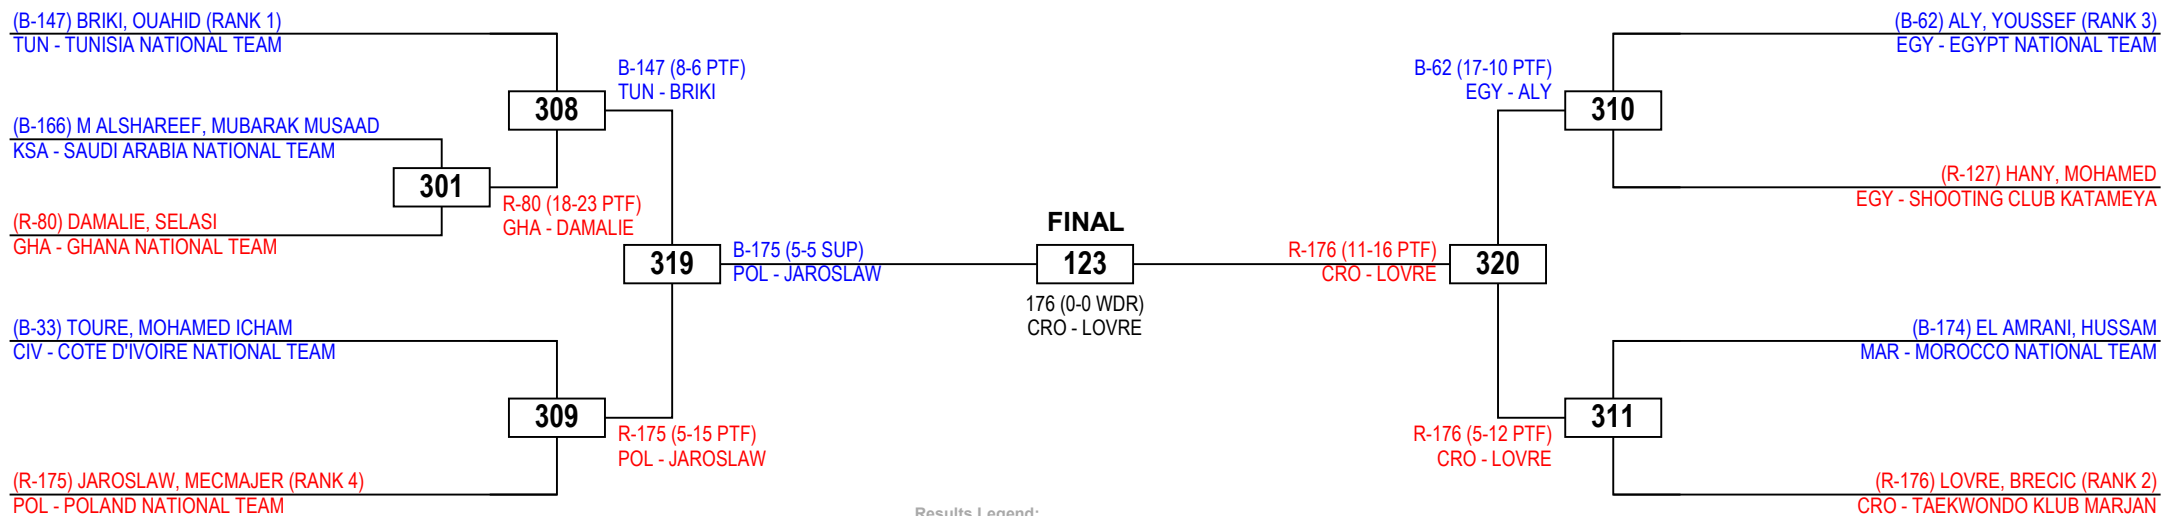 (B-147) BRIKI, OUAHID (RANK 1)
TUN - TUNISIA NATIONAL TEAM
B-147 (8-6 PTF)
TUN - BRIKI
308
(B-166) M ALSHAREEF, MUBARAK MUSAAD
KSA - SAUDI ARABIA NATIONAL TEAM
301
R-80 (18-23 PTF)
GHA - DAMALIE
(R-80) DAMALIE, SELASI
GHA - GHANA NATIONAL TEAM
319
B-175 (5-5 SUP)
POL - JAROSLAW
(B-33) TOURE, MOHAMED ICHAM
CIV - COTE D'IVOIRE NATIONAL TEAM
309
R-175 (5-15 PTF)
POL - JAROSLAW
(R-175) JAROSLAW, MECMAJER (RANK 4)
POL - POLAND NATIONAL TEAM
FINAL
123
176 (0-0 WDR)
CRO - LOVRE
(B-62) ALY, YOUSSEF (RANK 3)
EGY - EGYPT NATIONAL TEAM
B-62 (17-10 PTF)
EGY - ALY
310
(R-127) HANY, MOHAMED
EGY - SHOOTING CLUB KATAMEYA
R-176 (11-16 PTF)
CRO - LOVRE
320
(B-174) EL AMRANI, HUSSAM
MAR - MOROCCO NATIONAL TEAM
311
R-176 (5-12 PTF)
CRO - LOVRE
(R-176) LOVRE, BRECIC (RANK 2)
CRO - TAEKWONDO KLUB MARJAN
Results Legend: